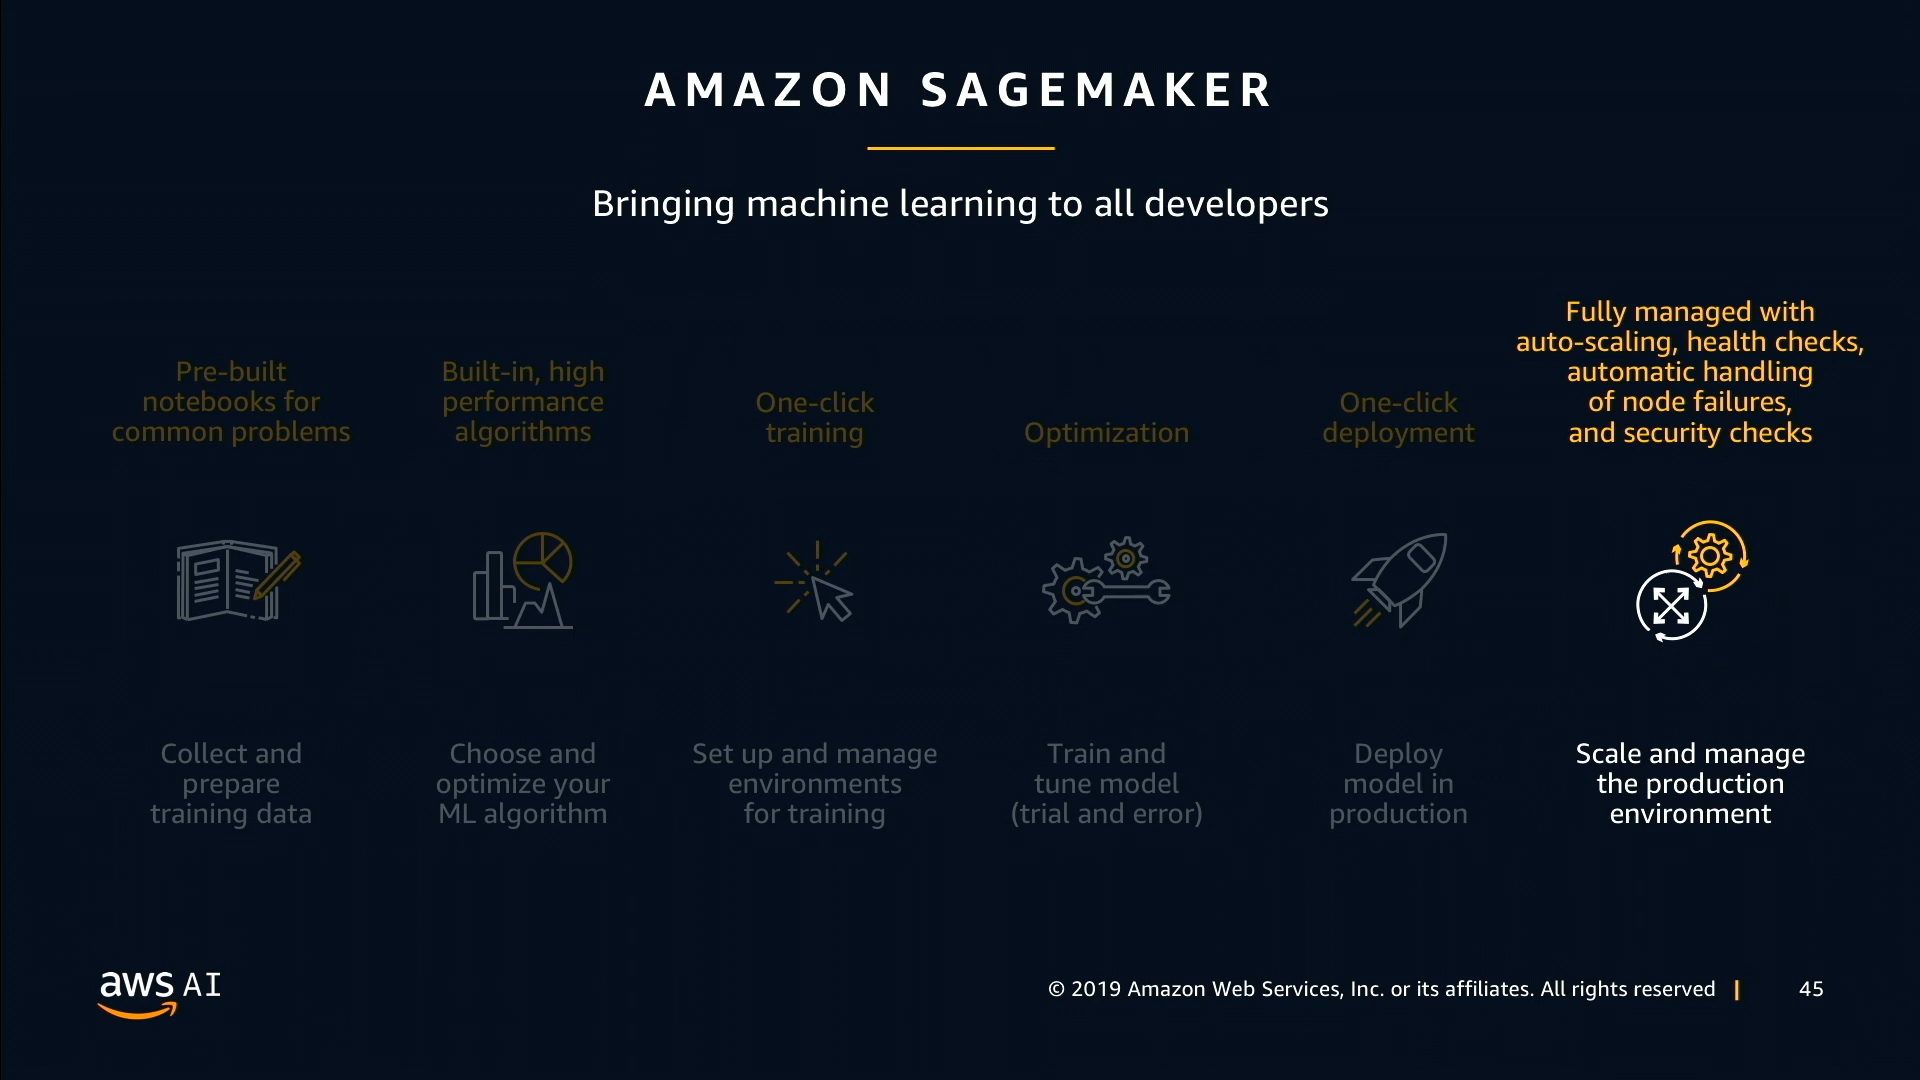 AMAZON SAGEMAKER
Bringing machine learning to all developers
Pre-built
notebooks for
common problems
Built-in, high
performance
algorithms
One-click
training
Optimization
One-click
deployment
Fully managed with
auto-scaling, health checks,
automatic handling
of node failures,
and security checks
Collect and
prepare
training data
Choose and
optimize your
ML algorithm
Set up and manage
environments
for training
Train and
tune model
(trial and error)
Deploy
model in
production
Scale and manage
the production
environment
aws AI
© 2019 Amazon Web Services, Inc. or its affiliates. All rights reserved | 45